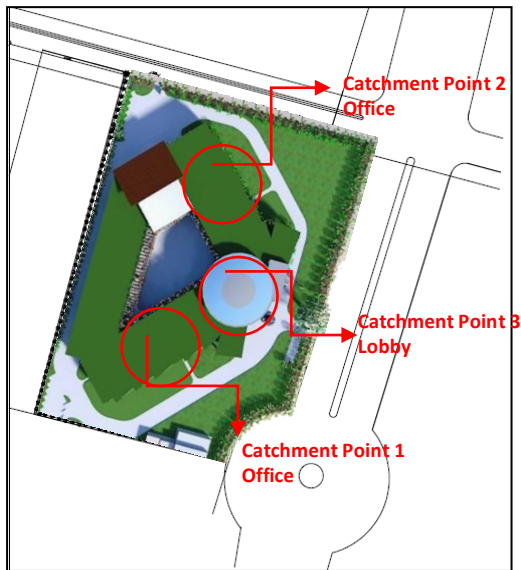 Catchment Point 2
Office
Catchment Point 3
Lobby
Catchment Point 1
Office